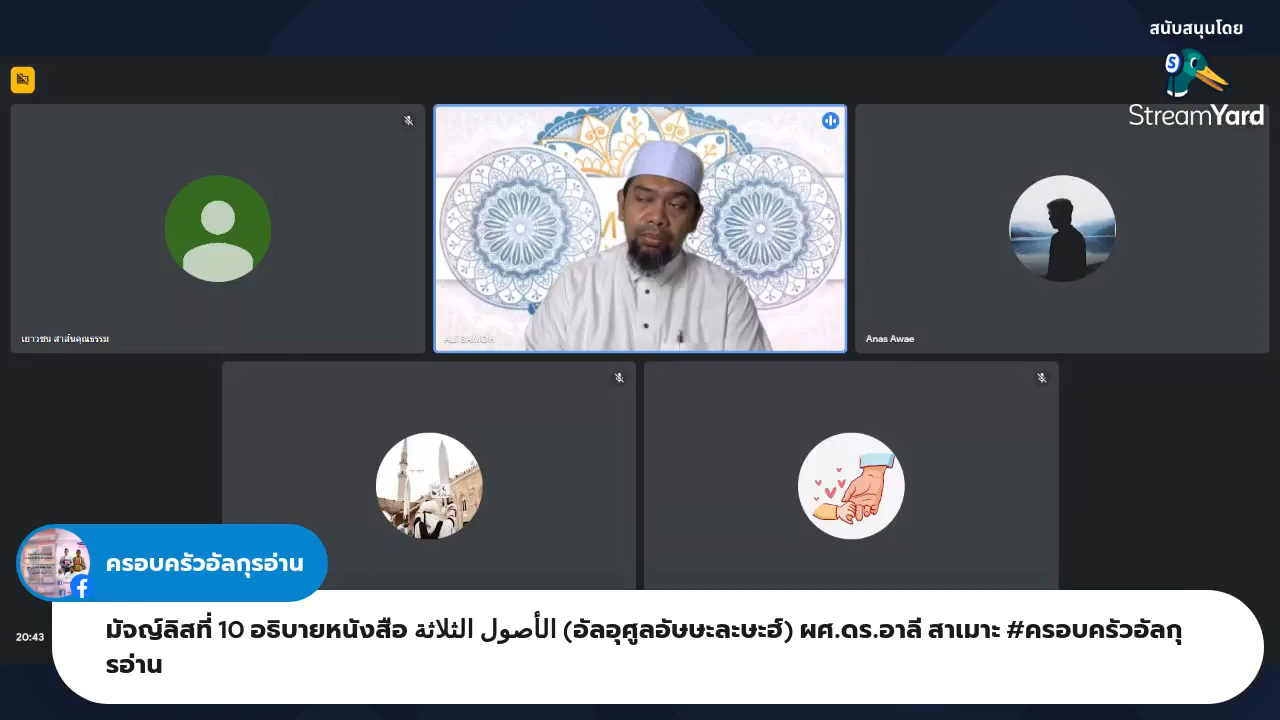 สนับสนุนโดย
StreamYard
เยาวชน สาส์นคุณธรรม
ALI SAMOH
Anas Awae
ครอบครัวอัลกุรอ่าน
20:43
มัจญ์ลิสที่ 10 อธิบายหนังสือ الأصول الثلاثة (อัลอุศูลอัษษะละษะฮ์) ผศ.ดร.อาลี สาเมาะ #ครอบครัวอัลกุ
รอ่าน